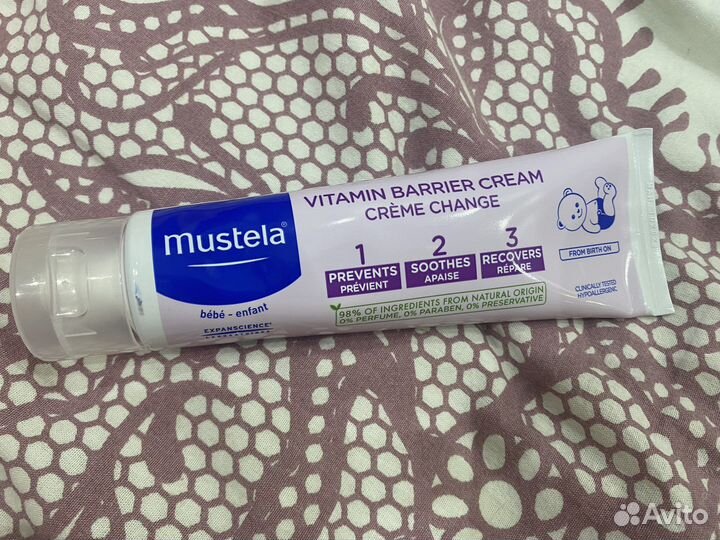 mustela®
bébé - enfant
EXPANSCIENCE®
LABORATOIRES
VITAMIN BARRIER CREAM
CRÈME CHANGE
1
PREVENTS
PRÉVIENT
2
SOOTHES
APAISE
3
RECOVERS
RÉPARE
98% OF INGREDIENTS FROM NATURAL ORIGIN
0% PERFUME, 0% PARABEN, 0% PRESERVATIVE
FROM BIRTH ON
CLINICALLY TESTED
HYPOALLERGENIC
Avito